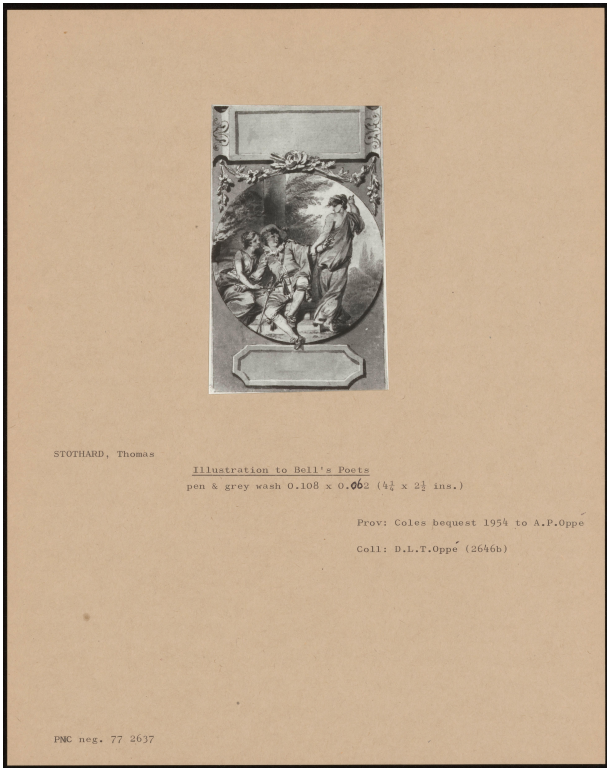 STOTHARD, Thomas
Illustration to Bell's Poets
pen & grey wash 0.108 x 0.062 (4¼ x 2½ ins.)
Prov: Coles bequest 1954 to A.P.Oppé
Coll: D.L.T.Oppé (2646b)
PMC neg. 77 2637